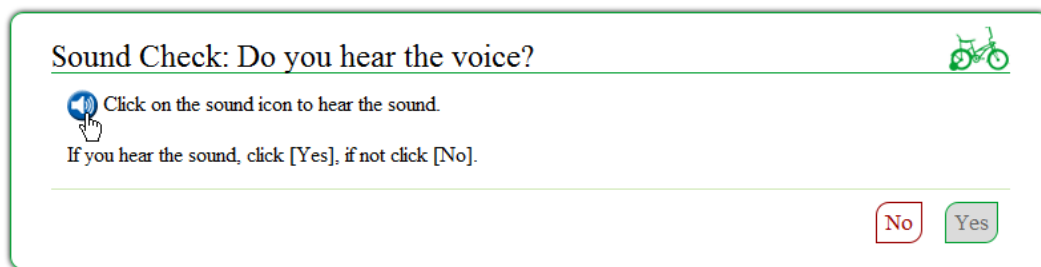 Sound Check: Do you hear the voice?
Click on the sound icon to hear the sound.
If you hear the sound, click [Yes], if not click [No].
No Yes